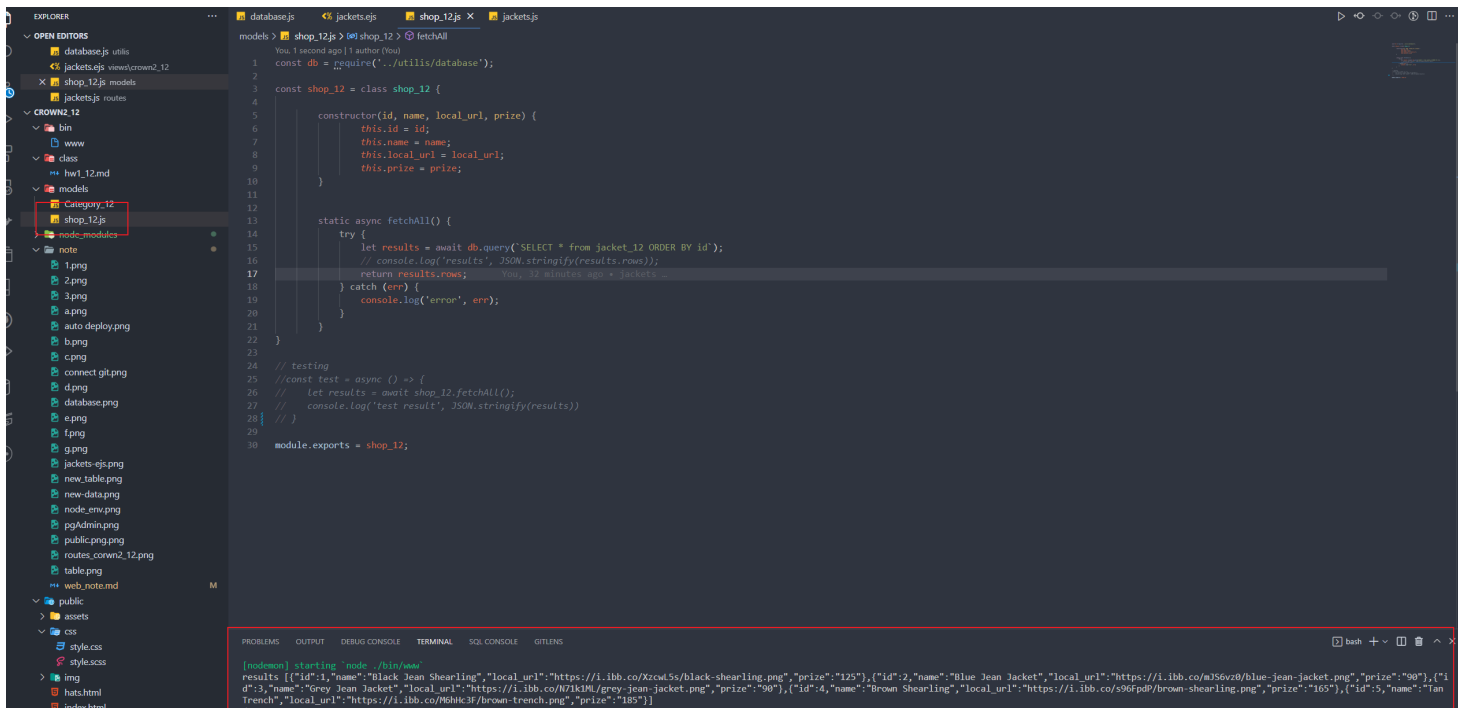 EXPLORER
OPEN EDITORS
database.js utilis
jackets.ejs views\crown2_12
shop_12.js models
jackets.js routes
CROWN2_12
bin
www
class
hw1_12.md
models
Category_12
shop_12.js
node_modules
note
1.png
2.png
3.png
a.png
auto deploy.png
b.png
c.png
connect git.png
d.png
database.png
e.png
f.png
g.png
jackets-ejs.png
new_table.png
new-data.png
node_env.png
pgAdmin.png
public.png.png
routes_corwn2_12.png
table.png
web_note.md M
public
assets
css
style.css
style.scss
img
hats.html
index.html
database.js jackets.ejs shop_12.js jackets.js
models > shop_12.js > shop_12 > fetchAll
You, 1 second ago | 1 author (You)
1 const db = require('../utilis/database');
2
3 const shop_12 = class shop_12 {
4
5 constructor(id, name, local_url, prize) {
6 this.id = id;
7 this.name = name;
8 this.local_url = local_url;
9 this.prize = prize;
10 }
11
12
13 static async fetchAll() {
14 try {
15 let results = await db.query(`SELECT * from jacket_12 ORDER BY id`);
16 // console.log('results', JSON.stringify(results.rows));
17 return results.rows; You, 32 minutes ago • jackets …
18 } catch (err) {
19 console.log('error', err);
20 }
21 }
22 }
23
24 // testing
25 //const test = async () => {
26 // let results = await shop_12.fetchAll();
27 // console.log('test result', JSON.stringify(results))
28 // }
29
30 module.exports = shop_12;
PROBLEMS OUTPUT DEBUG CONSOLE TERMINAL SQL CONSOLE GITLENS
bash
[nodemon] starting `node ./bin/www`
results [{"id":1,"name":"Black Jean Shearling","local_url":"https://i.ibb.co/XzcwL5s/black-shearling.png","prize":"125"},{"id":2,"name":"Blue Jean Jacket","local_url":"https://i.ibb.co/mJS6vz0/blue-jean-jacket.png","prize":"90"},{"i
d":3,"name":"Grey Jean Jacket","local_url":"https://i.ibb.co/N71k1ML/grey-jean-jacket.png","prize":"90"},{"id":4,"name":"Brown Shearling","local_url":"https://i.ibb.co/s96FpdP/brown-shearling.png","prize":"165"},{"id":5,"name":"Tan
Trench","local_url":"https://i.ibb.co/M6hHc3F/brown-trench.png","prize":"185"}]